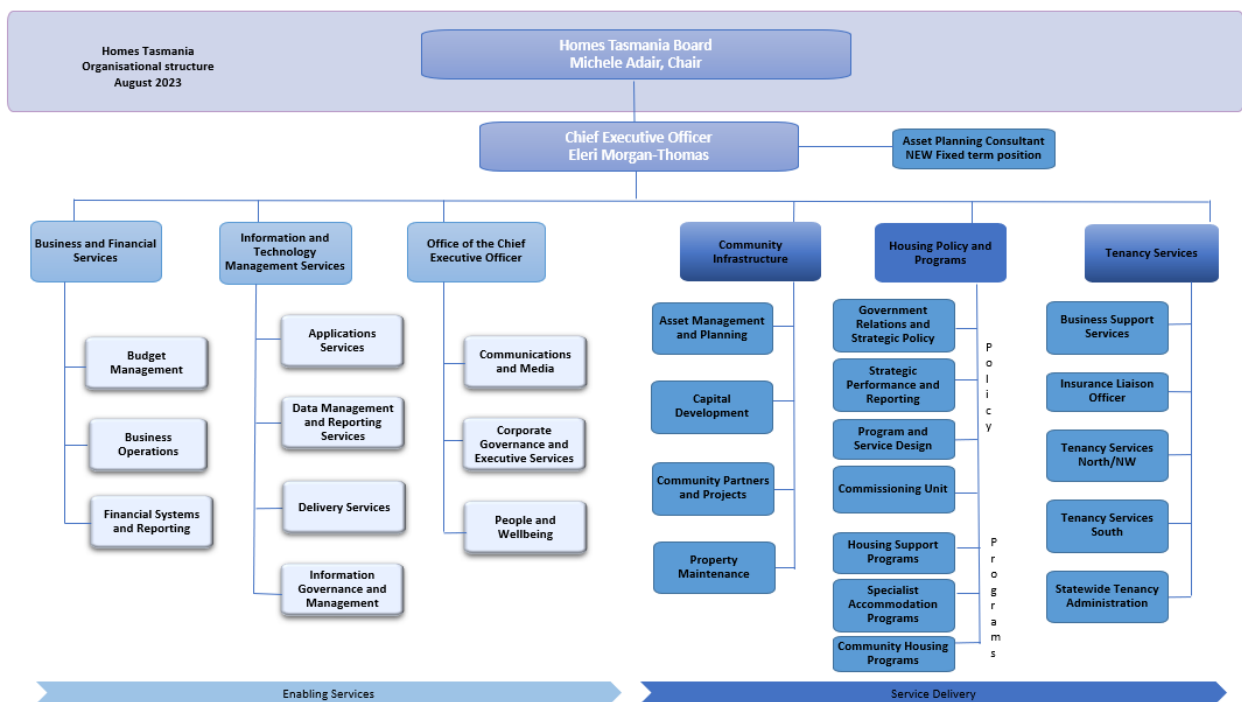 Homes Tasmania
Organisational structure
August 2023
Homes Tasmania Board
Michele Adair, Chair
Chief Executive Officer
Eleri Morgan-Thomas
Asset Planning Consultant
NEW Fixed term position
Business and Financial
Services
Budget
Management
Business
Operations
Financial Systems
and Reporting
Information and
Technology
Management Services
Applications
Services
Data Management
and Reporting
Services
Delivery Services
Information
Governance and
Management
Office of the Chief
Executive Officer
Communications
and Media
Corporate
Governance and
Executive Services
People and
Wellbeing
Community
Infrastructure
Asset Management
and Planning
Capital
Development
Community Partners
and Projects
Property
Maintenance
Housing Policy and
Programs
Government
Relations and
Strategic Policy
Strategic
Performance and
Reporting
Program and
Service Design
Commissioning Unit
Policy
Housing Support
Programs
Specialist
Accommodation
Programs
Community Housing
Programs
Programs
Tenancy Services
Business Support
Services
Insurance Liaison
Officer
Tenancy Services
North/NW
Tenancy Services
South
Statewide Tenancy
Administration
Enabling Services
Service Delivery